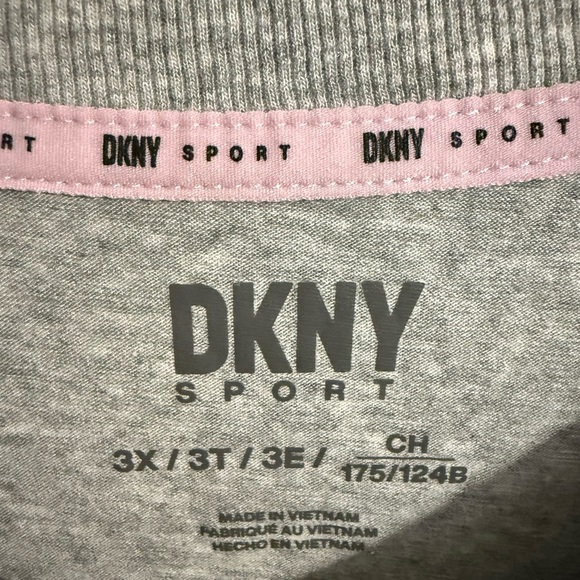 RT DKNY SPORT DKNY SPORT
DKNY
SPORT
3X / 3T / 3E / CH
175/124B
MADE IN VIETNAM
FABRIQUÉ AU VIETNAM
HECHO EN VIETNAM